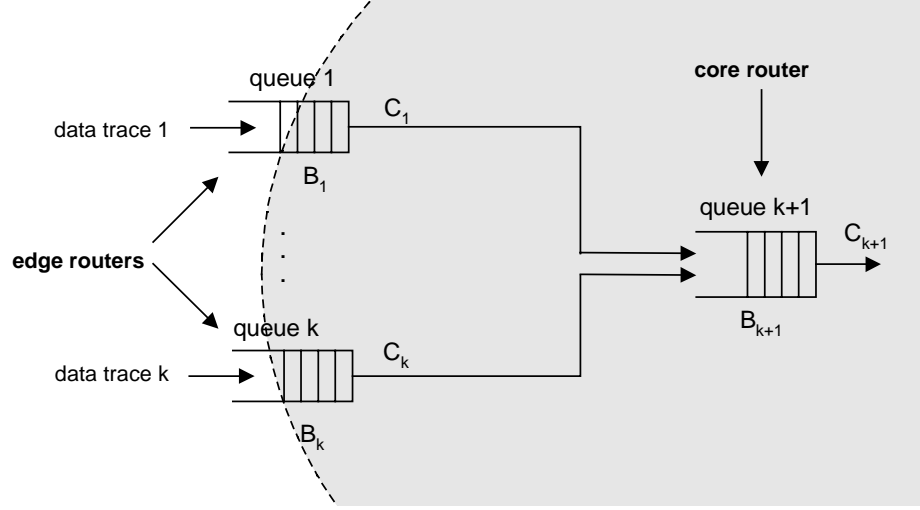 queue 1
core router
C1
data trace 1
B1
queue k+1
Ck+1
.
.
.
edge routers
Bk+1
queue k
Ck
data trace k
Bk